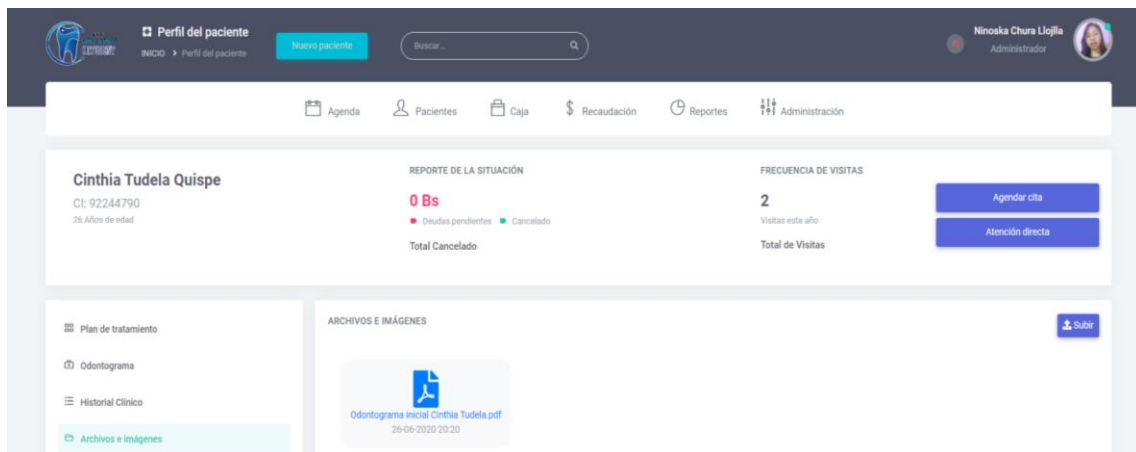 Perfil del paciente
INICIO > Perfil del paciente
Nuevo paciente
Buscar...
Ninoska Chura Llojlla
Administrador
Agenda
Pacientes
Caja
Recaudación
Reportes
Administración
Cinthia Tudela Quispe
CI: 92244790
26 Años de edad
REPORTE DE LA SITUACIÓN
0 Bs
Deudas pendientes Cancelado
Total Cancelado
FRECUENCIA DE VISITAS
2
Visitas este año
Total de Visitas
Agendar cita
Atención directa
Plan de tratamiento
Odontograma
Historial Clínico
Archivos e imágenes
ARCHIVOS E IMÁGENES
Subir
Odontograma inicial Cinthia Tudela.pdf
26-06-2020 20:20